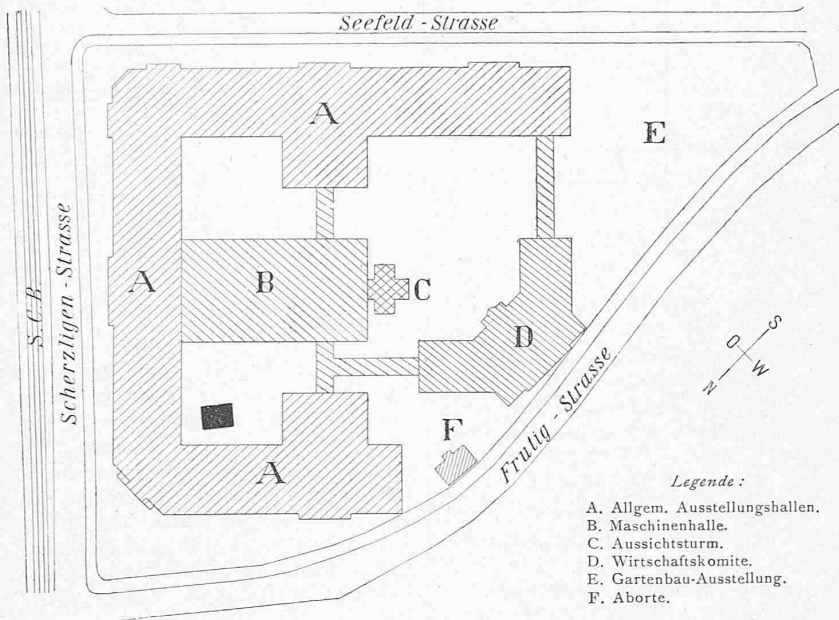 Seefeld - Strasse
A
E
S. C. B.
Scherzligen - Strasse
A
B
C
D
S
O
W
N
F
Frutig - Strasse
A
Legende :
A. Allgem. Ausstellungshallen.
B. Maschinenhalle.
C. Aussichtsturm.
D. Wirtschaftskomite.
E. Gartenbau-Ausstellung.
F. Aborte.